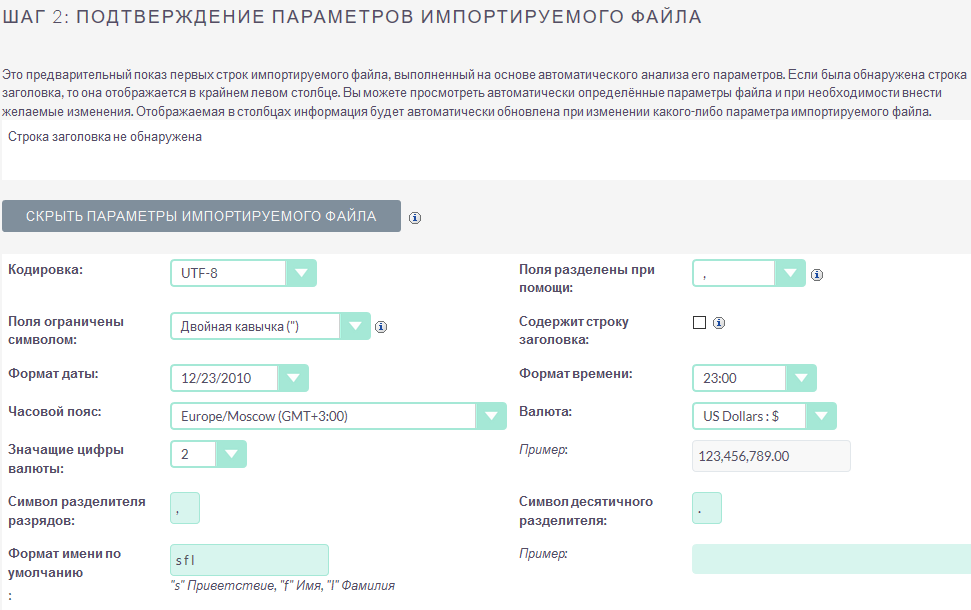 ШАГ 2: ПОДТВЕРЖДЕНИЕ ПАРАМЕТРОВ ИМПОРТИРУЕМОГО ФАЙЛА
Это предварительный показ первых строк импортируемого файла, выполненный на основе автоматического анализа его параметров. Если была обнаружена строка
заголовка, то она отображается в крайнем левом столбце. Вы можете просмотреть автоматически определённые параметры файла и при необходимости внести
желаемые изменения. Отображаемая в столбцах информация будет автоматически обновлена при изменении какого-либо параметра импортируемого файла.
Строка заголовка не обнаружена
СКРЫТЬ ПАРАМЕТРЫ ИМПОРТИРУЕМОГО ФАЙЛА
Кодировка: UTF-8 Поля разделены при
помощи: ,
Поля ограничены
символом: Двойная кавычка (") Содержит строку
заголовка:
Формат даты: 12/23/2010 Формат времени: 23:00
Часовой пояс: Europe/Moscow (GMT+3:00) Валюта: US Dollars : $
Значащие цифры
валюты: 2 Пример: 123,456,789.00
Символ разделителя
разрядов: , Символ десятичного
разделителя: .
Формат имени по
умолчанию
: s f l Пример:
"s" Приветствие, "f" Имя, "l" Фамилия